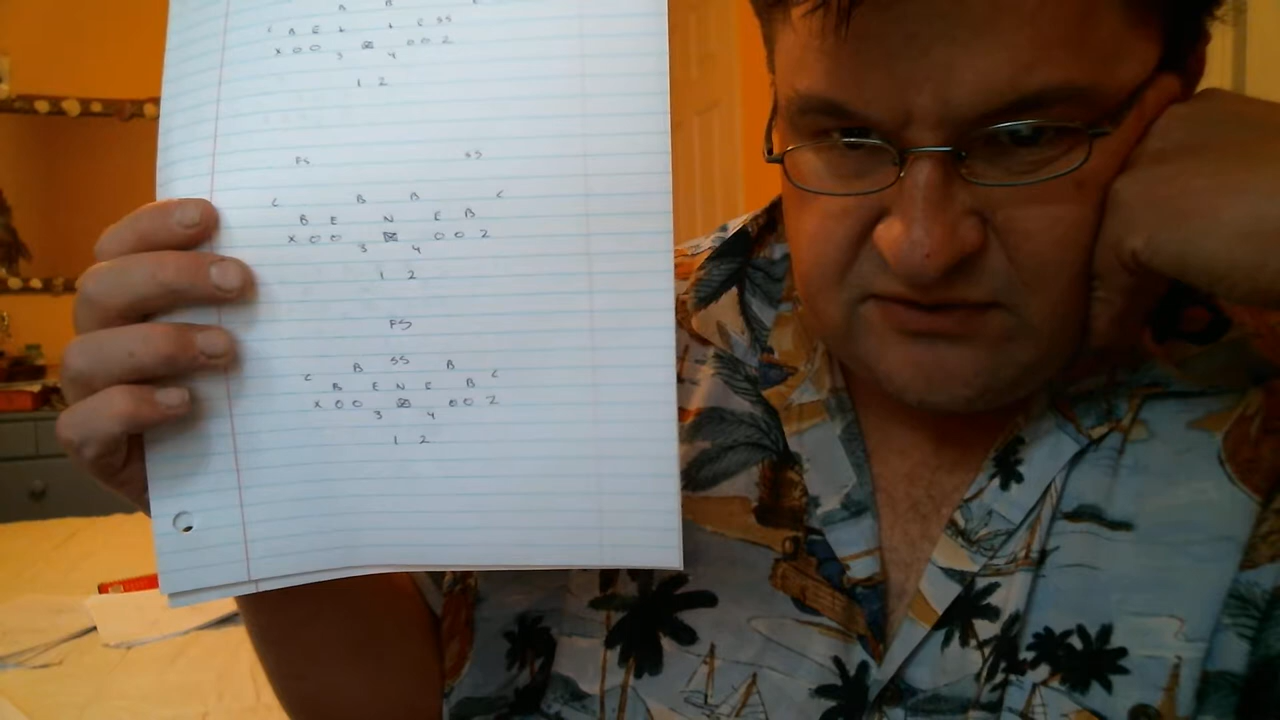 B
x B E t t E SS
x O O ☒ O O 2
3 4
1 2
FS SS
C B B C
B E N E B
x O O ☒ O O 2
3 4
1 2
FS
SS
B B
C C
B E N E B
x O O ☒ O O 2
3 4
1 2